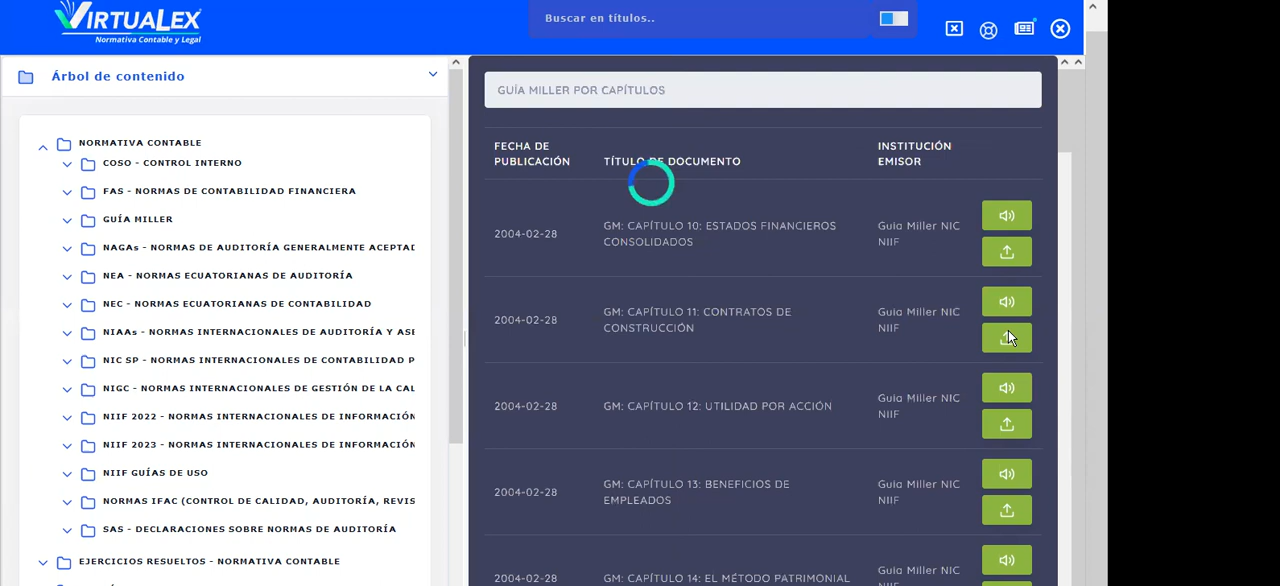 VIRTUALEX
Normativa Contable y Legal
Buscar en títulos..
Árbol de contenido
NORMATIVA CONTABLE
COSO - CONTROL INTERNO
FAS - NORMAS DE CONTABILIDAD FINANCIERA
GUÍA MILLER
NAGAs - NORMAS DE AUDITORÍA GENERALMENTE ACEPTAD
NEA - NORMAS ECUATORIANAS DE AUDITORÍA
NEC - NORMAS ECUATORIANAS DE CONTABILIDAD
NIAAs - NORMAS INTERNACIONALES DE AUDITORÍA Y ASE
NIC SP - NORMAS INTERNACIONALES DE CONTABILIDAD P
NIGC - NORMAS INTERNACIONALES DE GESTIÓN DE LA CAL
NIIF 2022 - NORMAS INTERNACIONALES DE INFORMACIÓN
NIIF 2023 - NORMAS INTERNACIONALES DE INFORMACIÓN
NIIF GUÍAS DE USO
NORMAS IFAC (CONTROL DE CALIDAD, AUDITORÍA, REVIS
SAS - DECLARACIONES SOBRE NORMAS DE AUDITORÍA
EJERCICIOS RESUELTOS - NORMATIVA CONTABLE
GUÍA MILLER POR CAPÍTULOS
FECHA DE
PUBLICACIÓN
TÍTULO DE DOCUMENTO
INSTITUCIÓN
EMISOR
2004-02-28
GM: CAPÍTULO 10: ESTADOS FINANCIEROS
CONSOLIDADOS
Guia Miller NIC
NIIF
2004-02-28
GM: CAPÍTULO 11: CONTRATOS DE
CONSTRUCCIÓN
Guia Miller NIC
NIIF
2004-02-28
GM: CAPÍTULO 12: UTILIDAD POR ACCIÓN
Guia Miller NIC
NIIF
2004-02-28
GM: CAPÍTULO 13: BENEFICIOS DE
EMPLEADOS
Guia Miller NIC
NIIF
2004-02-28
GM: CAPÍTULO 14: EL MÉTODO PATRIMONIAL
Guia Miller NIC
NIIF